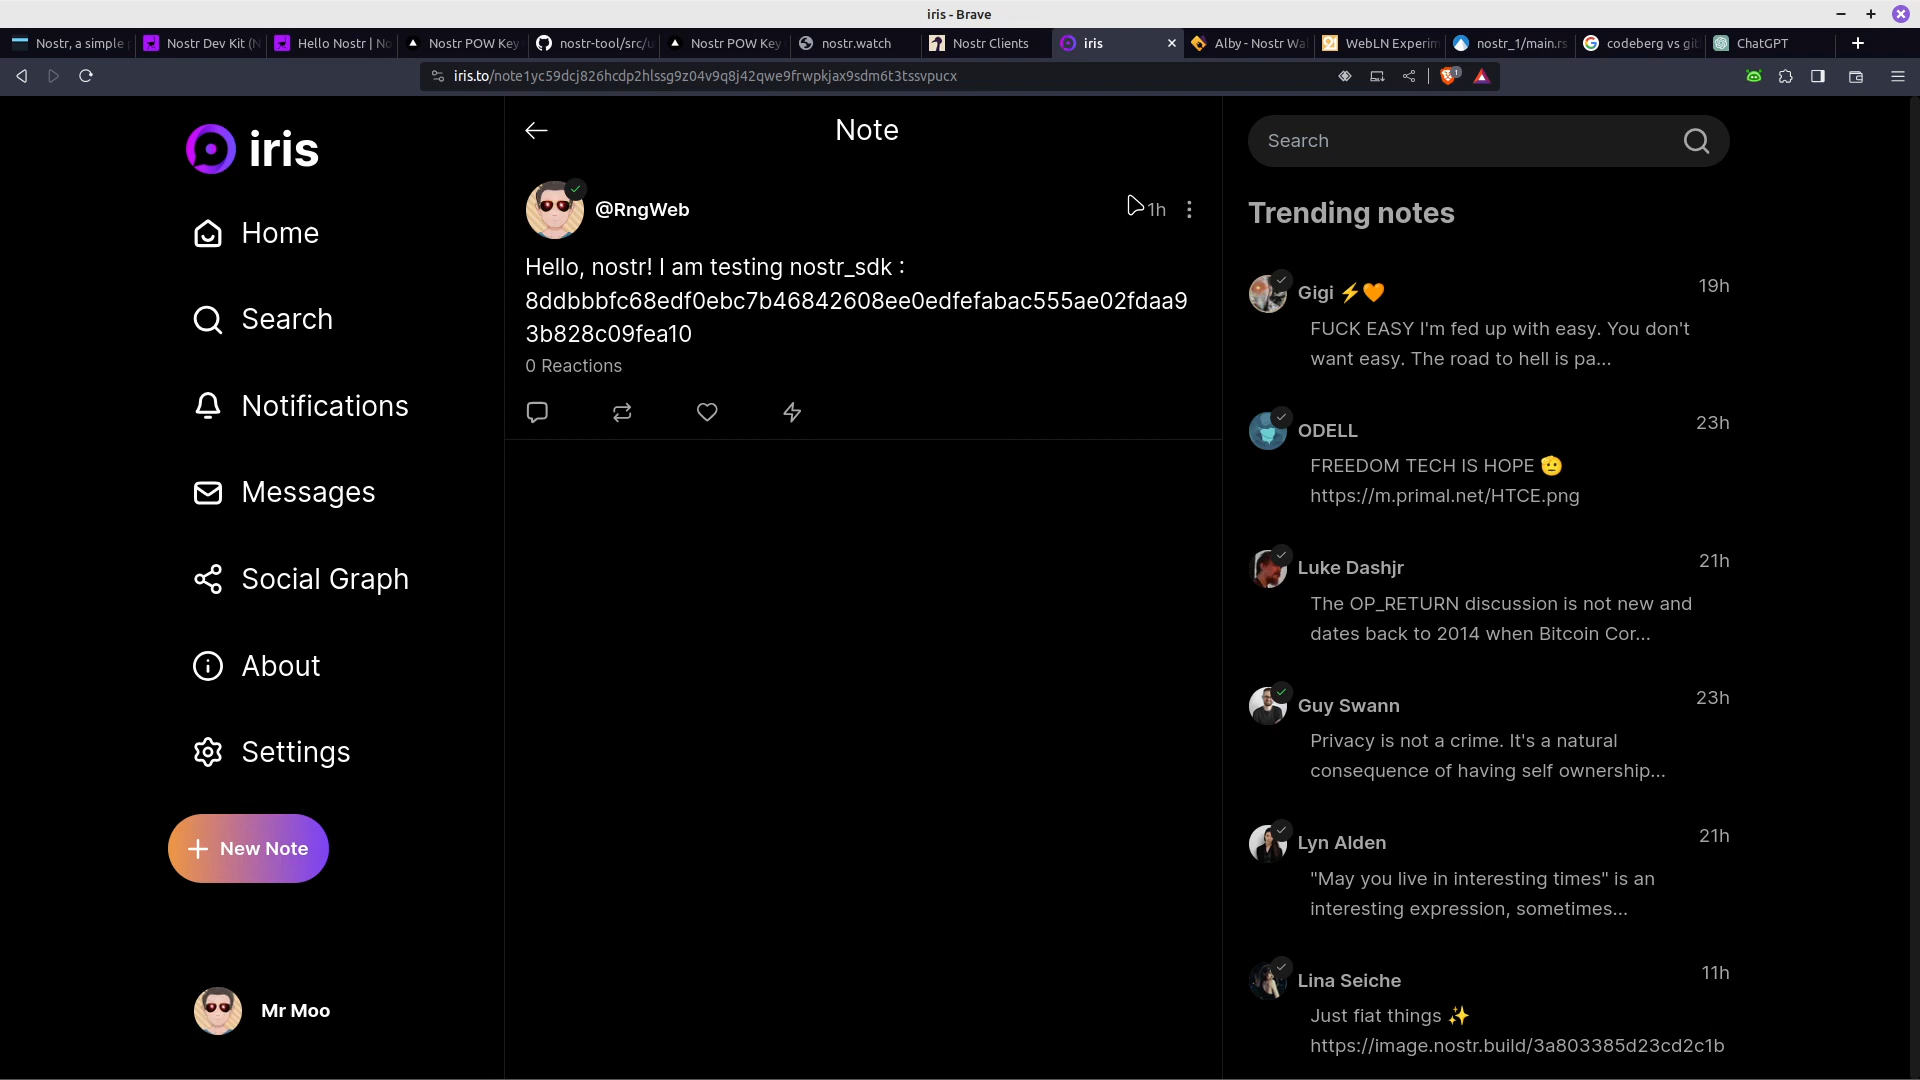 iris - Brave
Nostr, a simple
Nostr Dev Kit (N
Hello Nostr | No
Nostr POW Key
nostr-tool/src/u
Nostr POW Key
nostr.watch
Nostr Clients
iris
Alby - Nostr Wa
WebLN Experim
nostr_1/main.rs
codeberg vs git
ChatGPT
iris.to/note1yc59dcj826hcdp2hlssg9z04v9q8j42qwe9frwpkjax9sdm6t3tssvpucx
1
iris
Home
Search
Notifications
Messages
Social Graph
About
Settings
New Note
Mr Moo
Note
@RngWeb
1h
Hello, nostr! I am testing nostr_sdk :
8ddbbbfc68edf0ebc7b46842608ee0edfefabac555ae02fdaa9
3b828c09fea10
0 Reactions
Search
Trending notes
Gigi ⚡🧡
19h
FUCK EASY I'm fed up with easy. You don't
want easy. The road to hell is pa...
ODELL
23h
FREEDOM TECH IS HOPE 🫡
https://m.primal.net/HTCE.png
Luke Dashjr
21h
The OP_RETURN discussion is not new and
dates back to 2014 when Bitcoin Cor...
Guy Swann
23h
Privacy is not a crime. It's a natural
consequence of having self ownership...
Lyn Alden
21h
"May you live in interesting times" is an
interesting expression, sometimes...
Lina Seiche
11h
Just fiat things ✨
https://image.nostr.build/3a803385d23cd2c1b